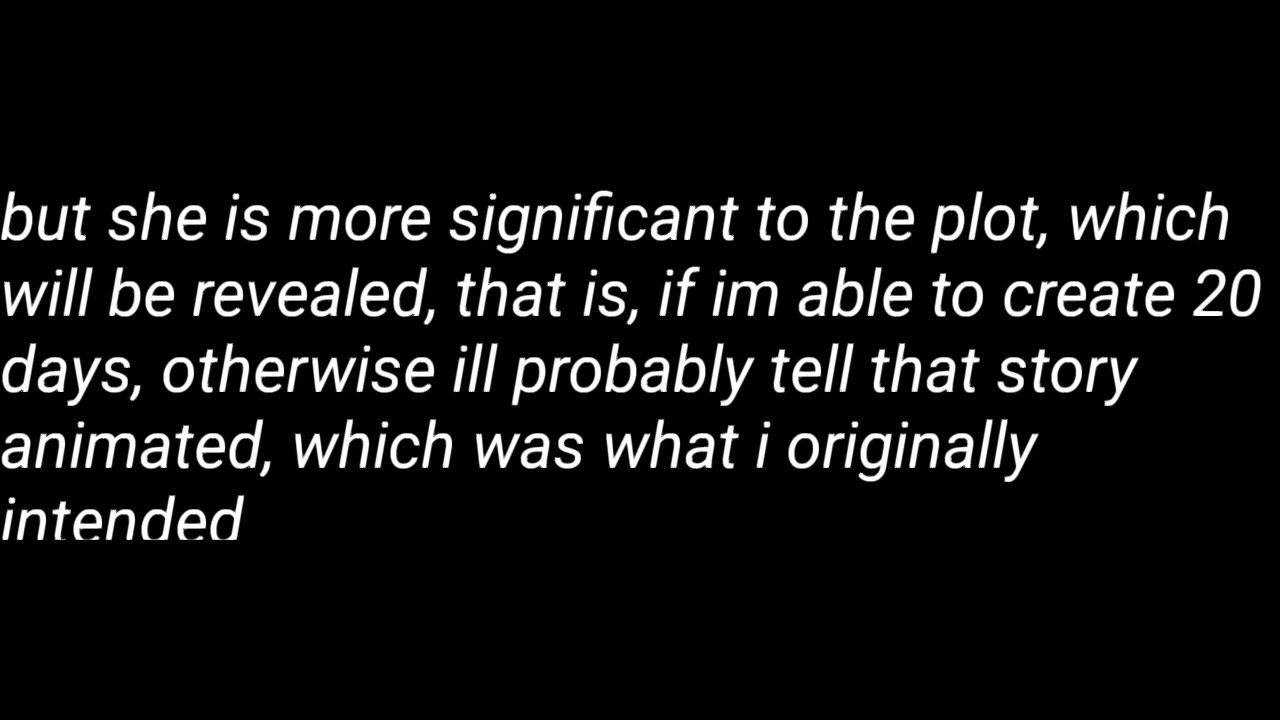 but she is more significant to the plot, which
will be revealed, that is, if im able to create 20
days, otherwise ill probably tell that story
animated, which was what i originally
intended